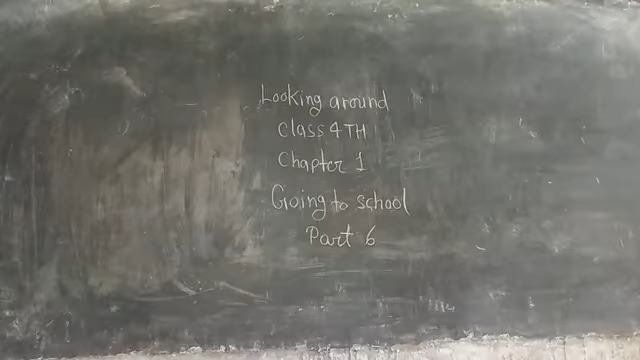 Looking around
Class 4TH
Chapter 1
Going to school
Part 6